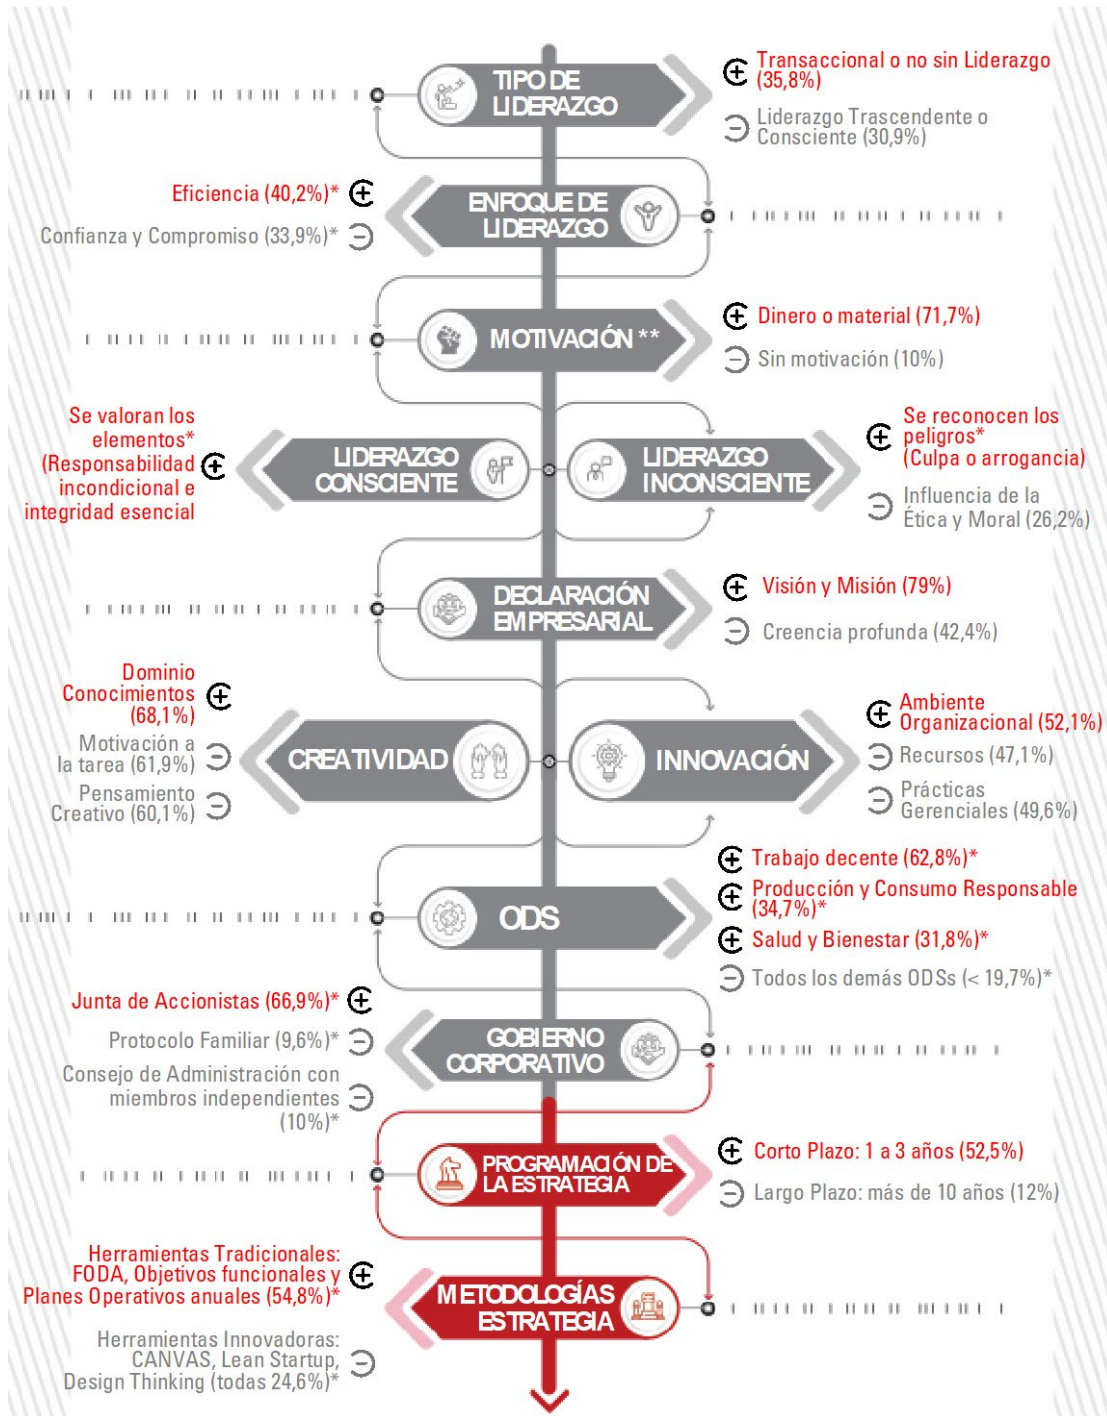 TIPO DE
LIDERAZGO
Transaccional o no sin Liderazgo
(35,8%)
Liderazgo Trascendente o
Consciente (30,9%)
Eficiencia (40,2%)*
Confianza y Compromiso (33,9%)*
ENFOQUE DE
LIDERAZGO
MOTIVACIÓN **
Dinero o material (71,7%)
Sin motivación (10%)
Se valoran los
elementos*
(Responsabilidad
incondicional e
integridad esencial
LIDERAZGO
CONSCIENTE
LIDERAZGO
INCONSCIENTE
Se reconocen los
peligros*
(Culpa o arrogancia)
Influencia de la
Ética y Moral (26,2%)
DECLARACIÓN
EMPRESARIAL
Visión y Misión (79%)
Creencia profunda (42,4%)
Dominio
Conocimientos
(68,1%)
Motivación a
la tarea (61,9%)
Pensamiento
Creativo (60,1%)
CREATIVIDAD
INNOVACIÓN
Ambiente
Organizacional (52,1%)
Recursos (47,1%)
Prácticas
Gerenciales (49,6%)
ODS
Trabajo decente (62,8%)*
Producción y Consumo Responsable
(34,7%)*
Salud y Bienestar (31,8%)*
Todos los demás ODSs (< 19,7%)*
Junta de Accionistas (66,9%)*
Protocolo Familiar (9,6%)*
Consejo de Administración con
miembros independientes
(10%)*
GOBIERNO
CORPORATIVO
PROGRAMACIÓN DE
LA ESTRATEGIA
Corto Plazo: 1 a 3 años (52,5%)
Largo Plazo: más de 10 años (12%)
Herramientas Tradicionales:
FODA, Objetivos funcionales y
Planes Operativos anuales (54,8%)*
Herramientas Innovadoras:
CANVAS, Lean Startup,
Design Thinking (todas 24,6%)*
METODOLOGÍAS
ESTRATEGIA